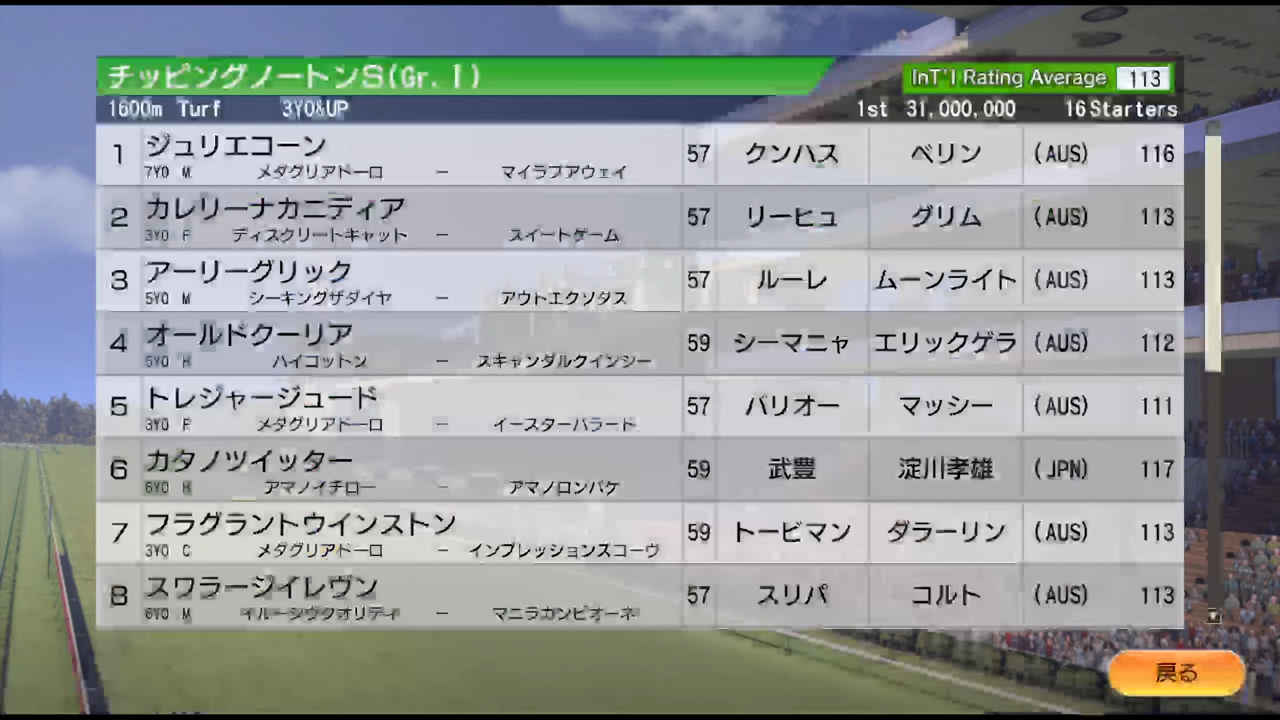 チッピングノートンS(Gr.Ⅰ) InT'l Rating Average 113
1600m Turf 3YO&UP 1st 31,000,000 16Starters
1 ジュリエコーン 57 クンハス ベリン (AUS) 116
7YO M メダグリアドーロ - マイラブアウェイ
2 カレリーナカニディア 57 リーヒュ グリム (AUS) 113
3YO F ディスクリートキャット - スイートゲーム
3 アーリーグリック 57 ルーレ ムーンライト (AUS) 113
5YO M シーキングザダイヤ - アウトエクソダス
4 オールドクーリア 59 シーマニャ エリックゲラ (AUS) 112
H ハイコットン - スキャンダルクインシー
5 トレジャージュード 57 バリオー マッシー (AUS) 111
3YO F メダグリアドーロ - イースターバラード
6 カタノツイッター 59 武豊 淀川孝雄 (JPN) 117
6YO H アマノイチロー - アマノロンパケ
7 フラグラントウインストン 59 トービマン ダラーリン (AUS) 113
3YO C メダグリアドーロ - インプレッションスコーヴ
8 スワラージイレヴン 57 スリパ コルト (AUS) 113
6YO M イルーシヴクオリティ - マニラカンピオーネ
戻る